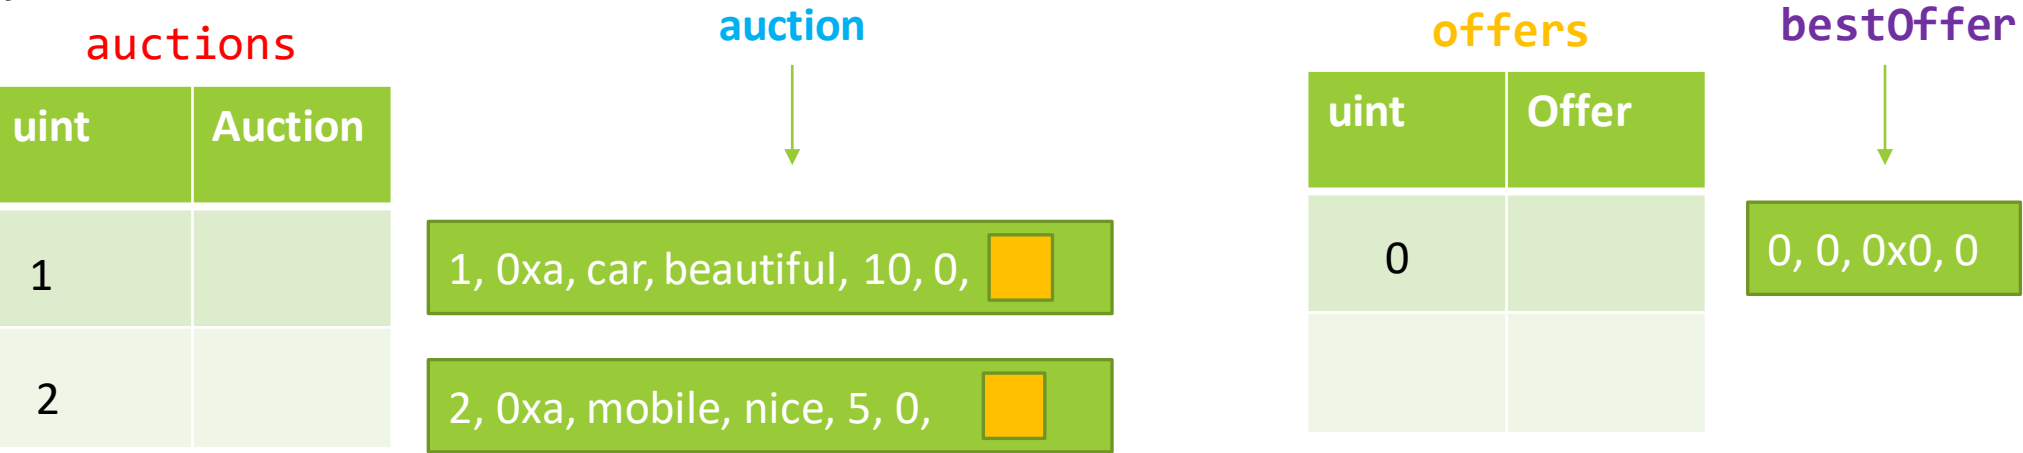 auctions
auction
offers
bestOffer
uint Auction
uint Offer
1
1, 0xa, car, beautiful, 10, 0,
0
0, 0, 0x0, 0
2
2, 0xa, mobile, nice, 5, 0,